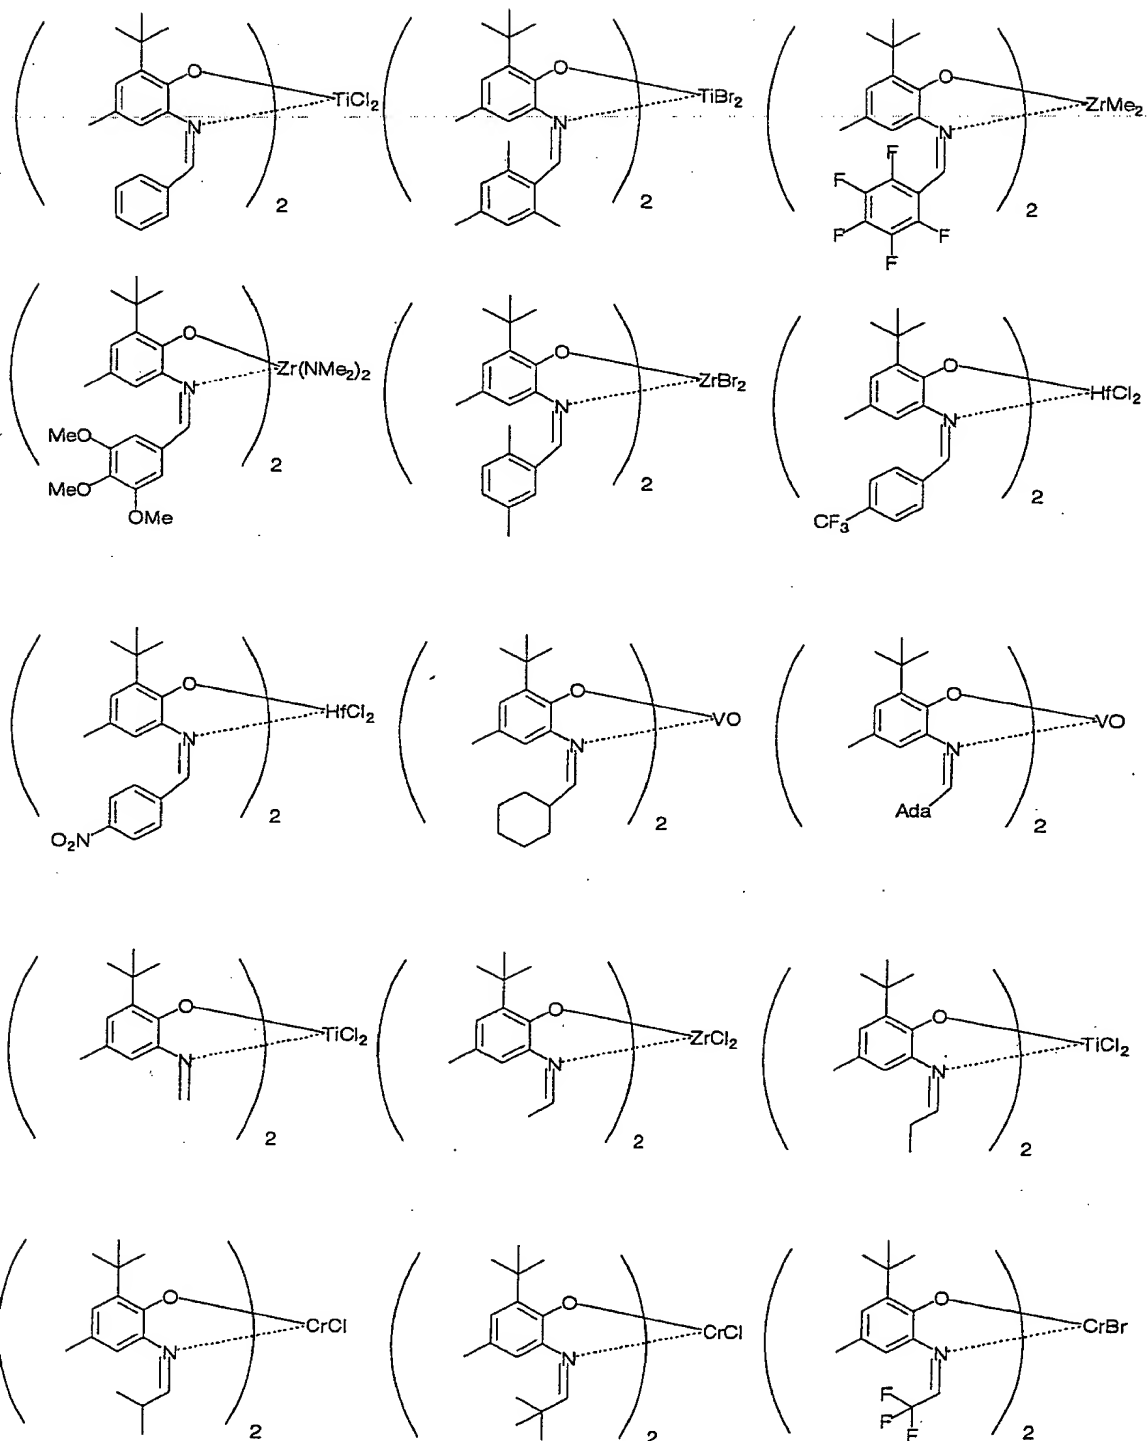 O TiCl2 N 2
O TiBr2 N 2
O ZrMe2 N F F F F F 2
O Zr(NMe2)2 N MeO MeO OMe 2
O ZrBr2 N 2
O HfCl2 N CF3 2
O HfCl2 N O2N 2
O VO N 2
O VO N Ada 2
O TiCl2 N 2
O ZrCl2 N 2
O TiCl2 N 2
O CrCl N 2
O CrCl N 2
O CrBr N F F F 2